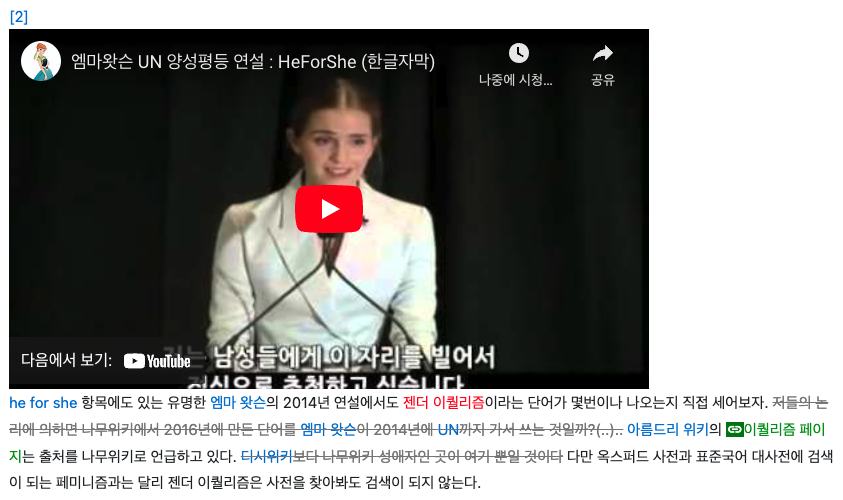 [2]
엠마왓슨 UN 양성평등 연설 : HeForShe (한글자막)
나중에 시청...
공유
남성들에게 이 자리를 빌어서
다음에서 보기: YouTube
he for she 항목에도 있는 유명한 엠마 왓슨의 2014년 연설에서도 젠더 이퀄리즘이라는 단어가 몇번이나 나오는지 직접 세어보자. 저들의 논
리에 의하면 나무위키에서 2016년에 만든 단어를 엠마 왓슨이 2014년에 UN까지 가서 쓰는 것일까?(..).. 아름드리 위키의 이퀄리즘 페이
지는 출처를 나무위키로 언급하고 있다. 디시위키보다 나무위키 성애자인 곳이 여기 뿐일 것이다 다만 옥스퍼드 사전과 표준국어 대사전에 검색
이 되는 페미니즘과는 달리 젠더 이퀄리즘은 사전을 찾아봐도 검색이 되지 않는다.